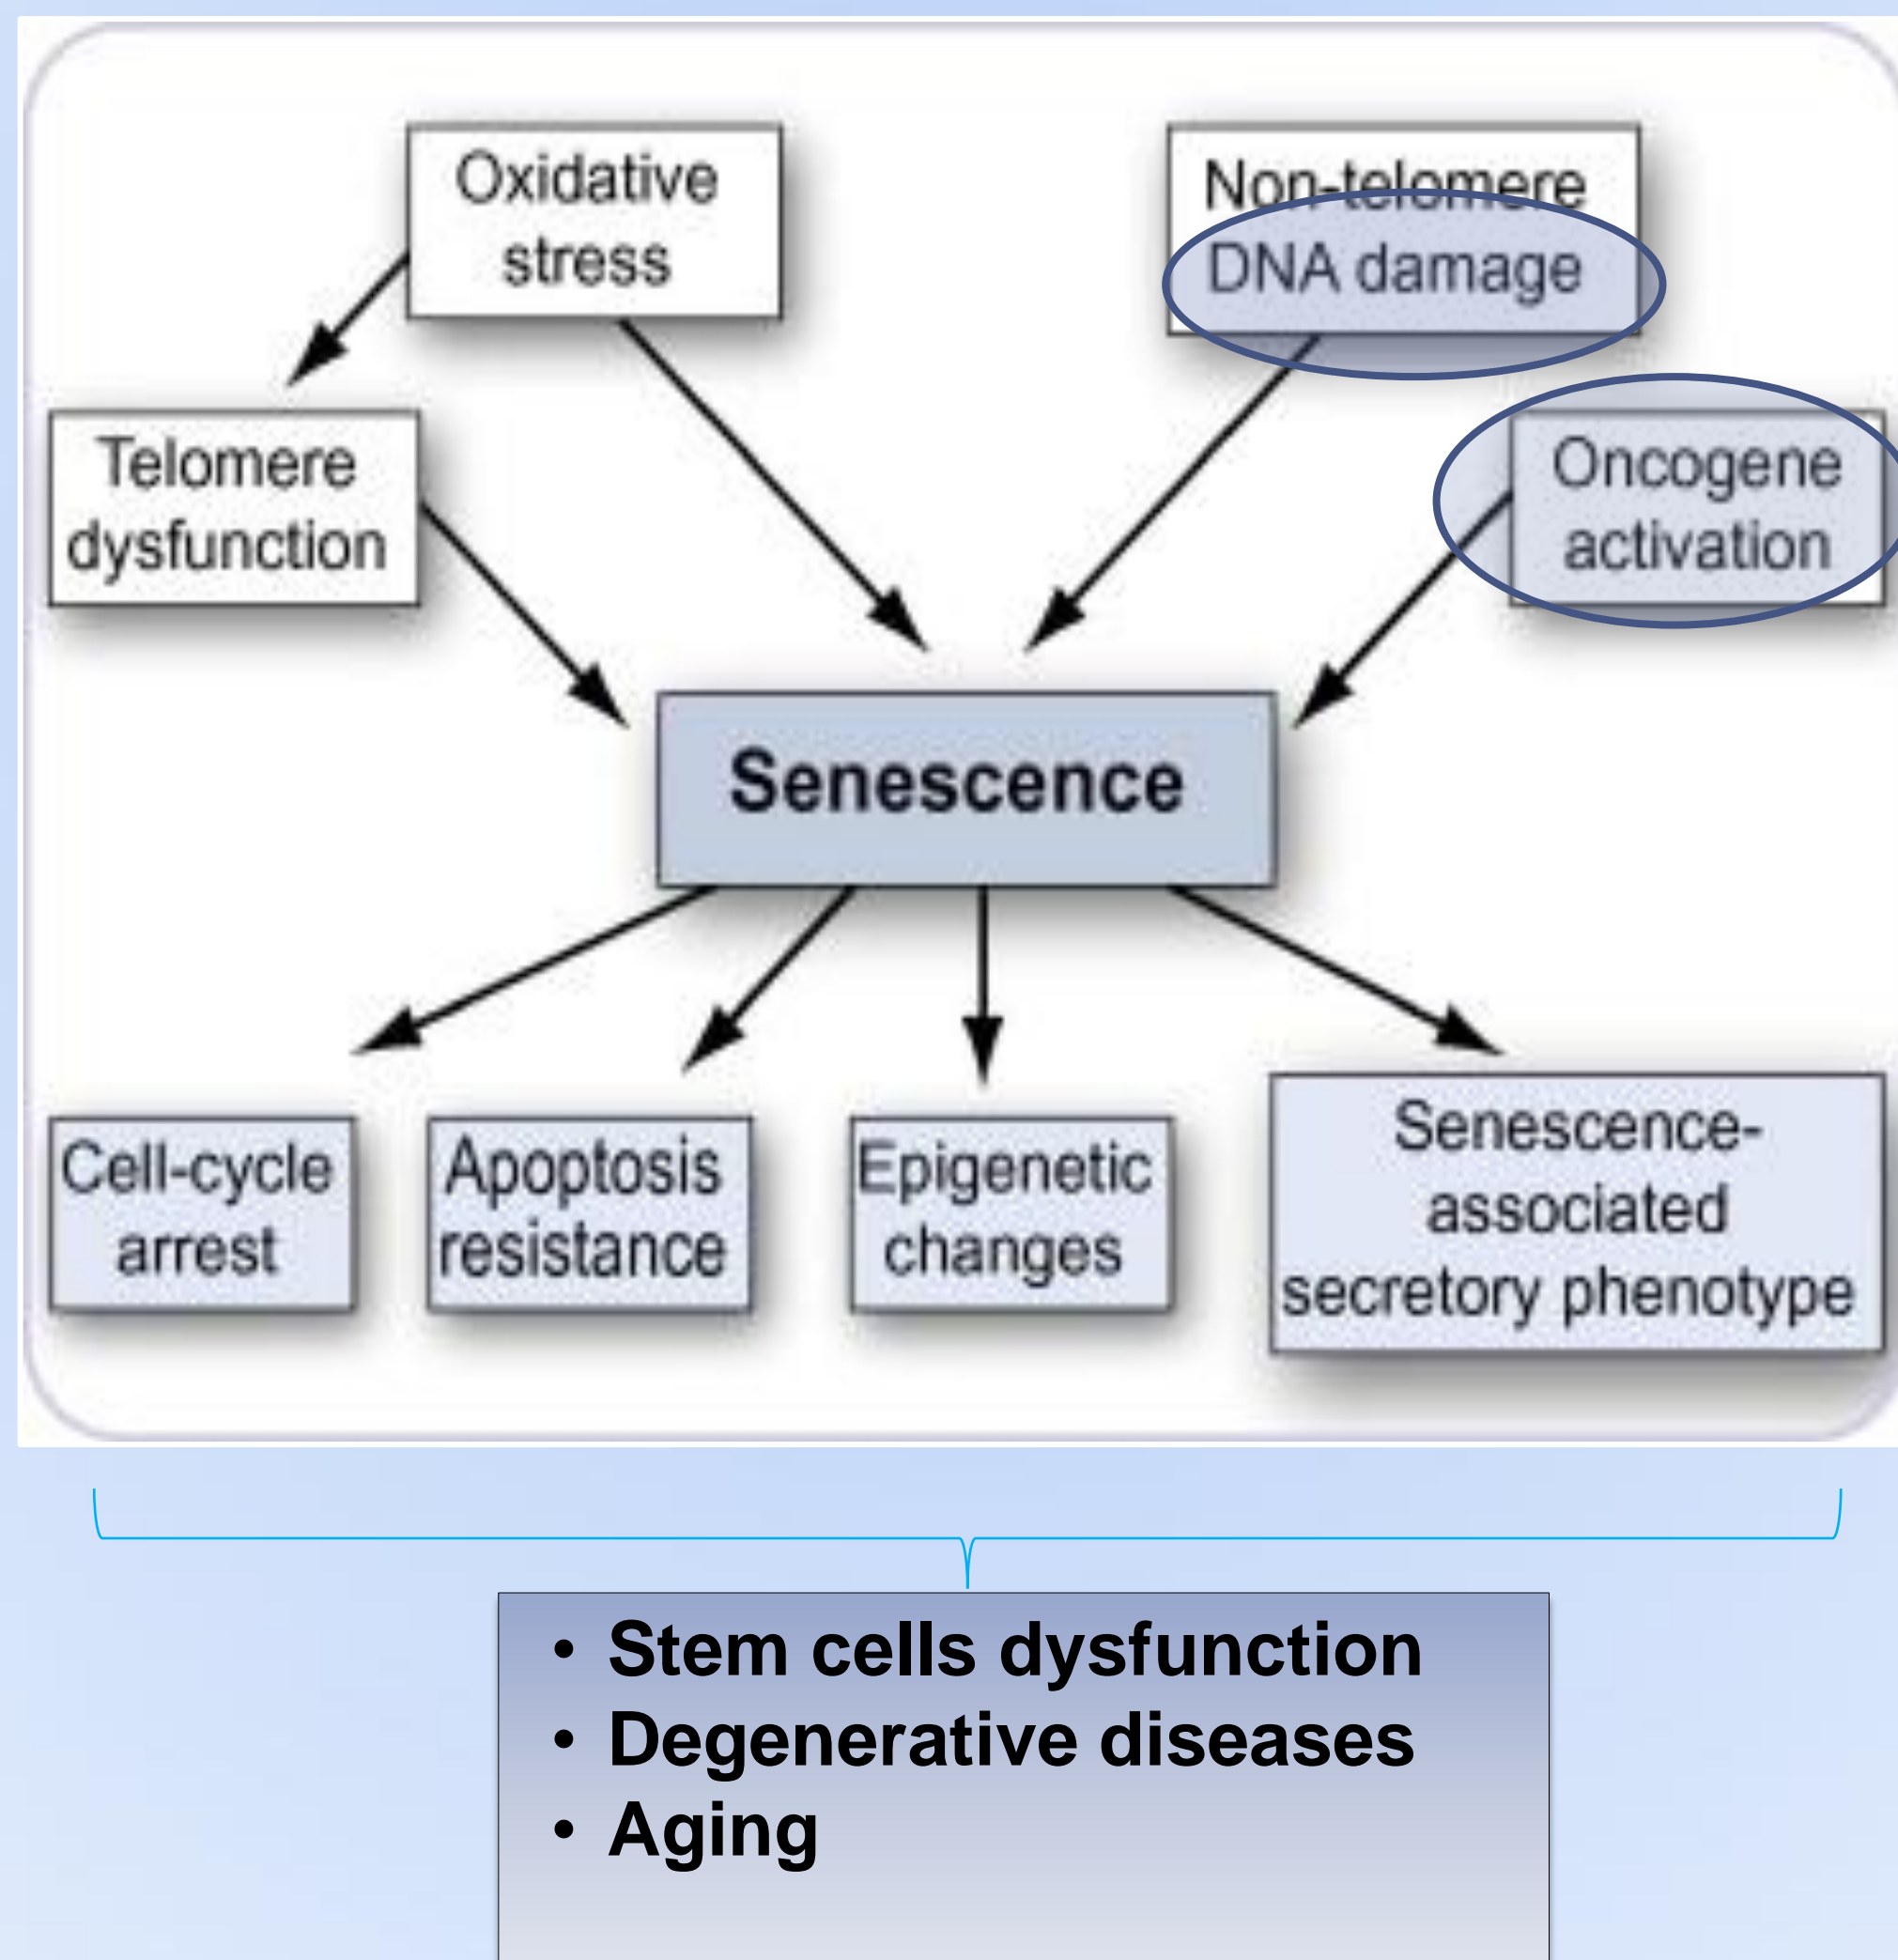 Oxidative
stress
Non-telomere
DNA damage
Telomere
dysfunction
Oncogene
activation
Senescence
Cell-cycle
arrest
Apoptosis
resistance
Epigenetic
changes
Senescence-
associated
secretory phenotype
• Stem cells dysfunction
• Degenerative diseases
• Aging